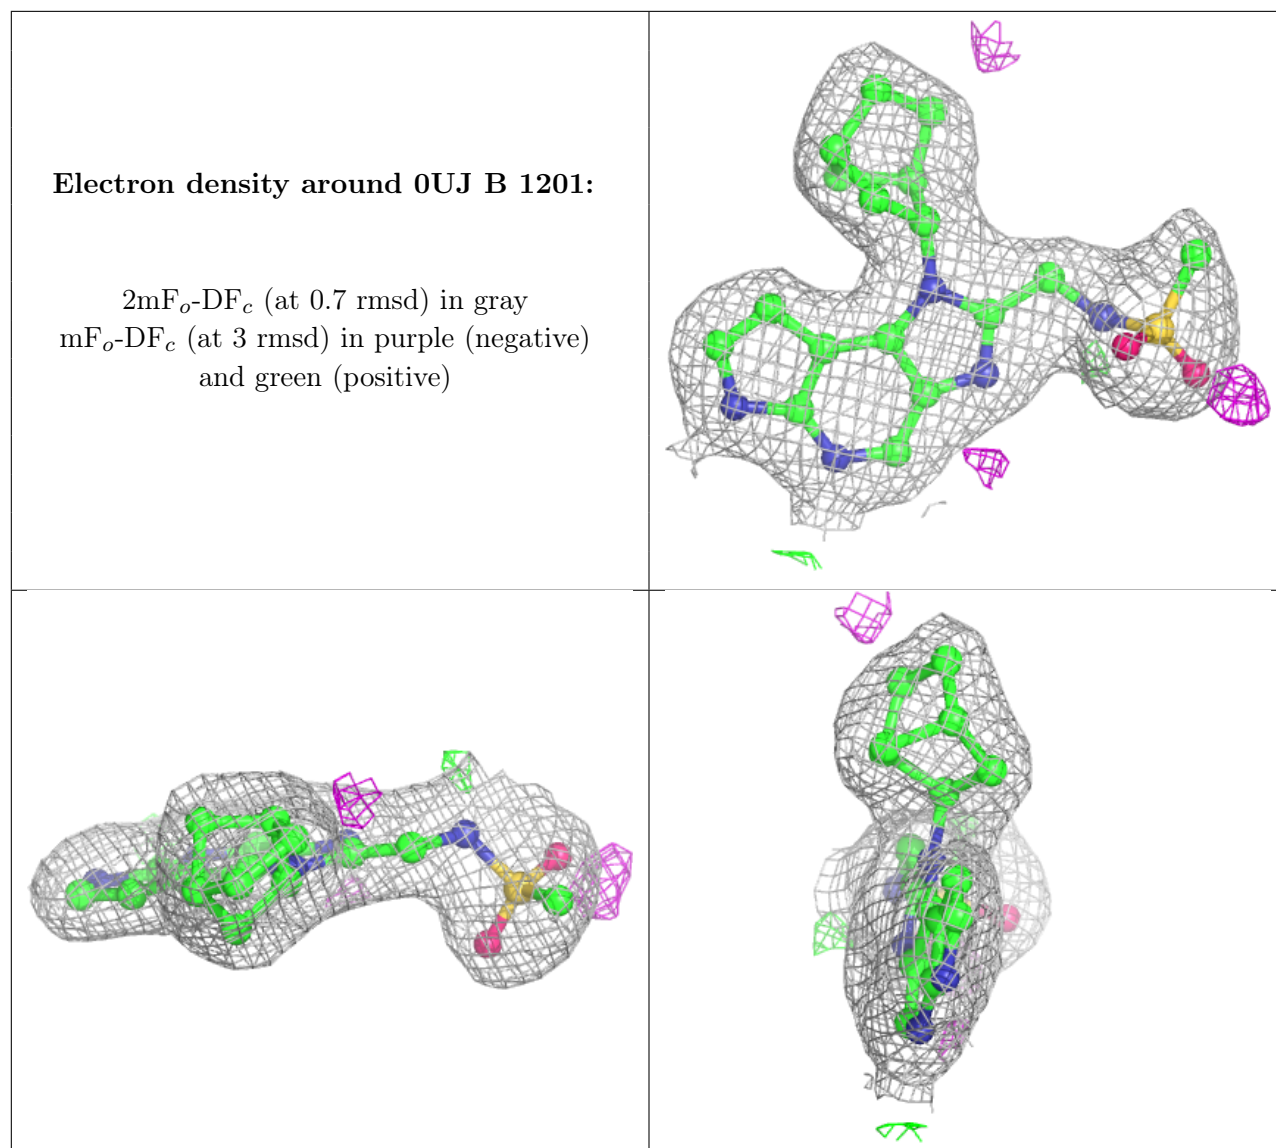 Electron density around 0UJ B 1201:
2mFo-DFc (at 0.7 rmsd) in gray
mFo-DFc (at 3 rmsd) in purple (negative)
and green (positive)